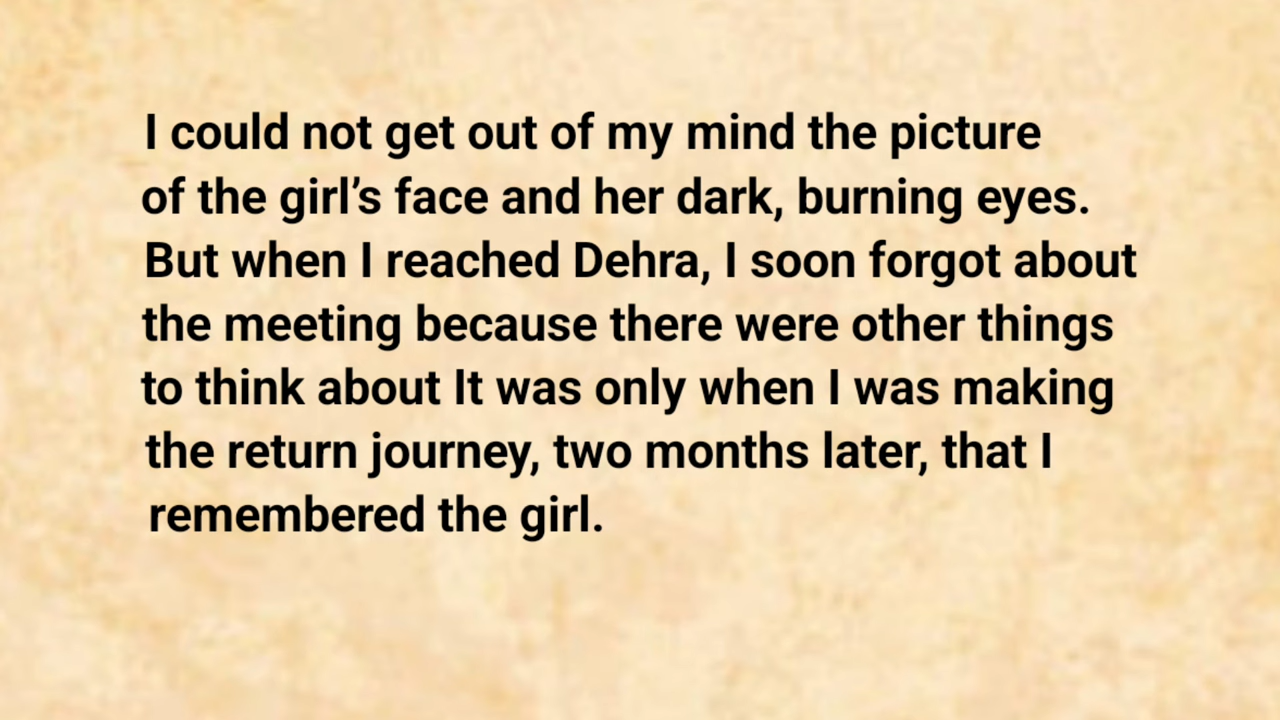 I could not get out of my mind the picture
of the girl’s face and her dark, burning eyes.
But when I reached Dehra, I soon forgot about
the meeting because there were other things
to think about It was only when I was making
the return journey, two months later, that I
remembered the girl.